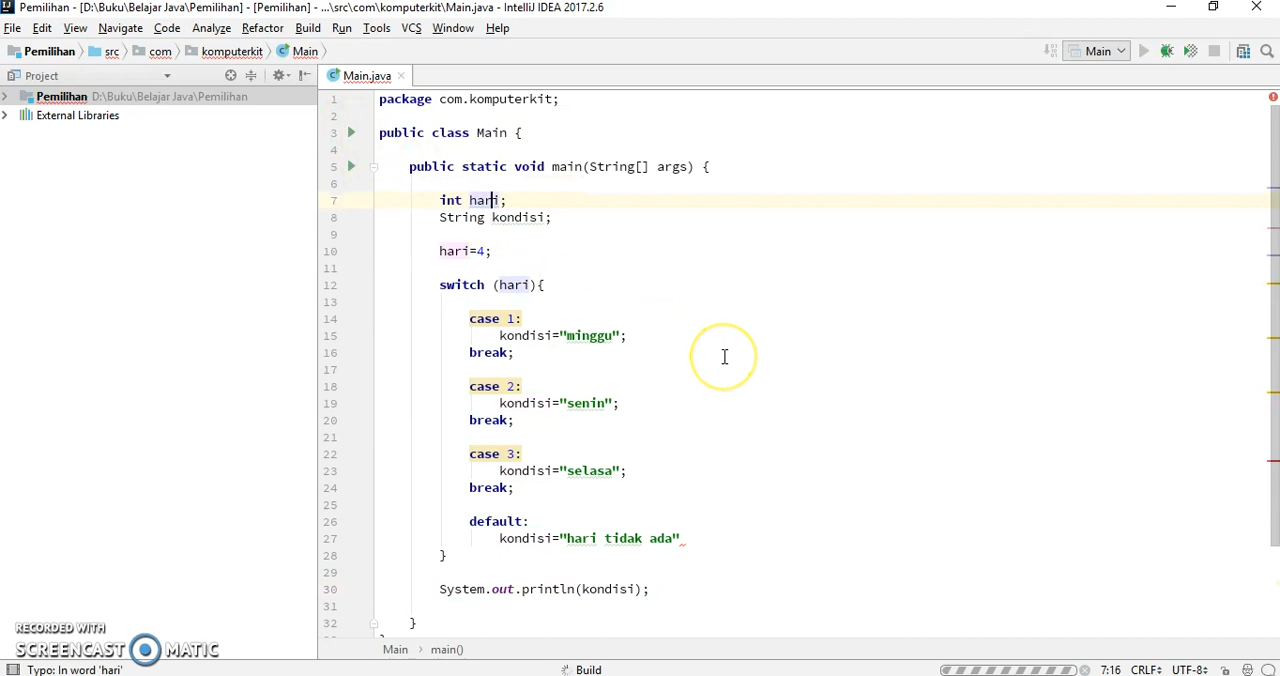 Pemilihan - [D:\Buku\Belajar Java\Pemilihan] - [Pemilihan] - ...\src\com\komputerkit\Main.java - IntelliJ IDEA 2017.2.6
File Edit View Navigate Code Analyze Refactor Build Run Tools VCS Window Help
Pemilihan src com komputerkit Main Main
Project Main.java
Pemilihan D:\Buku\Belajar Java\Pemilihan
External Libraries
1 package com.komputerkit;
2
3 public class Main {
4
5 public static void main(String[] args) {
6
7 int hari;
8 String kondisi;
9
10 hari=4;
11
12 switch (hari){
13
14 case 1:
15 kondisi="minggu";
16 break;
17
18 case 2:
19 kondisi="senin";
20 break;
21
22 case 3:
23 kondisi="selasa";
24 break;
25
26 default:
27 kondisi="hari tidak ada"
28 }
29
30 System.out.println(kondisi);
31
32 }
Main main()
RECORDED WITH
SCREENCAST MATIC
Typo: In word 'hari' Build 7:16 CRLF UTF-8